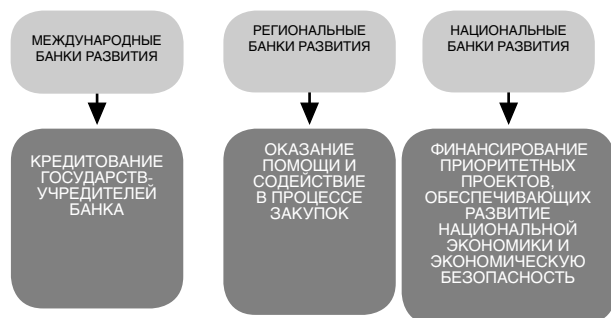 МЕЖДУНАРОДНЫЕ
БАНКИ РАЗВИТИЯ
РЕГИОНАЛЬНЫЕ
БАНКИ РАЗВИТИЯ
НАЦИОНАЛЬНЫЕ
БАНКИ РАЗВИТИЯ
КРЕДИТОВАНИЕ
ГОСУДАРСТВ-
УЧРЕДИТЕЛЕЙ
БАНКА
ОКАЗАНИЕ
ПОМОЩИ И
СОДЕЙСТВИЕ
В ПРОЦЕССЕ
ЗАКУПОК
ФИНАНСИРОВАНИЕ
ПРИОРИТЕТНЫХ
ПРОЕКТОВ,
ОБЕСПЕЧИВАЮЩИХ
РАЗВИТИЕ
НАЦИОНАЛЬНОЙ
ЭКОНОМИКИ И
ЭКОНОМИЧЕСКУЮ
БЕЗОПАСНОСТЬ